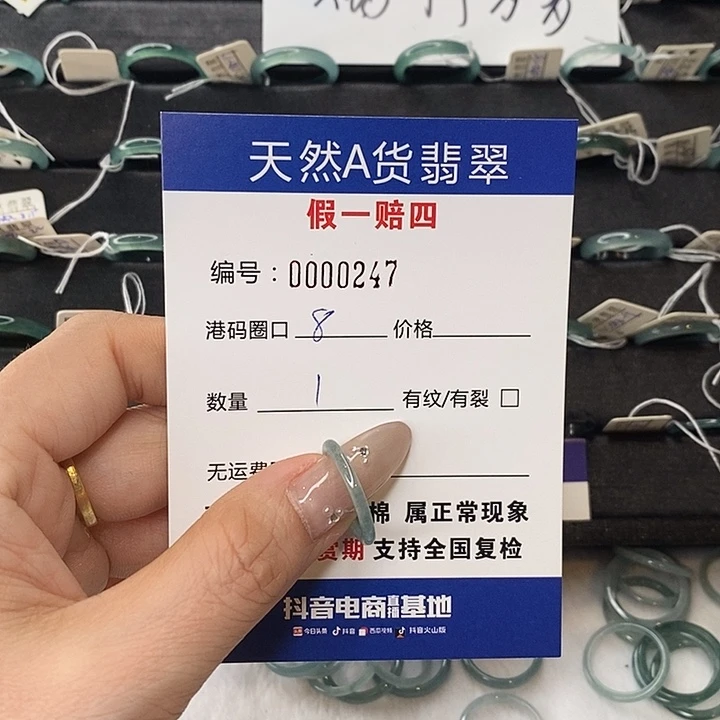 天然A货翡翠
假一赔四
编号：0000247
港码圈口 8 价格
数量 1 有纹/有裂 □
无运费
棉 属正常现象
货期 支持全国复检
抖音电商直播基地
今日头条 抖音 西瓜视频 抖音火山版